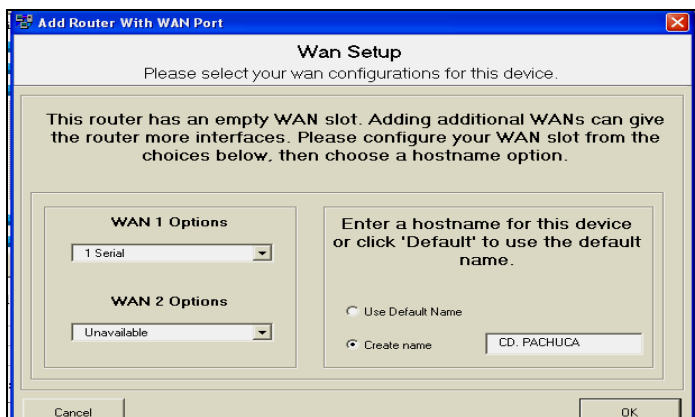 Add Router With WAN Port
Wan Setup
Please select your wan configurations for this device.
This router has an empty WAN slot. Adding additional WANs can give
the router more interfaces. Please configure your WAN slot from the
choices below, then choose a hostname option.
WAN 1 Options
1 Serial
WAN 2 Options
Unavailable
Enter a hostname for this device
or click 'Default' to use the default
name.
Use Default Name
Create name
CD. PACHUCA
Cancel
OK